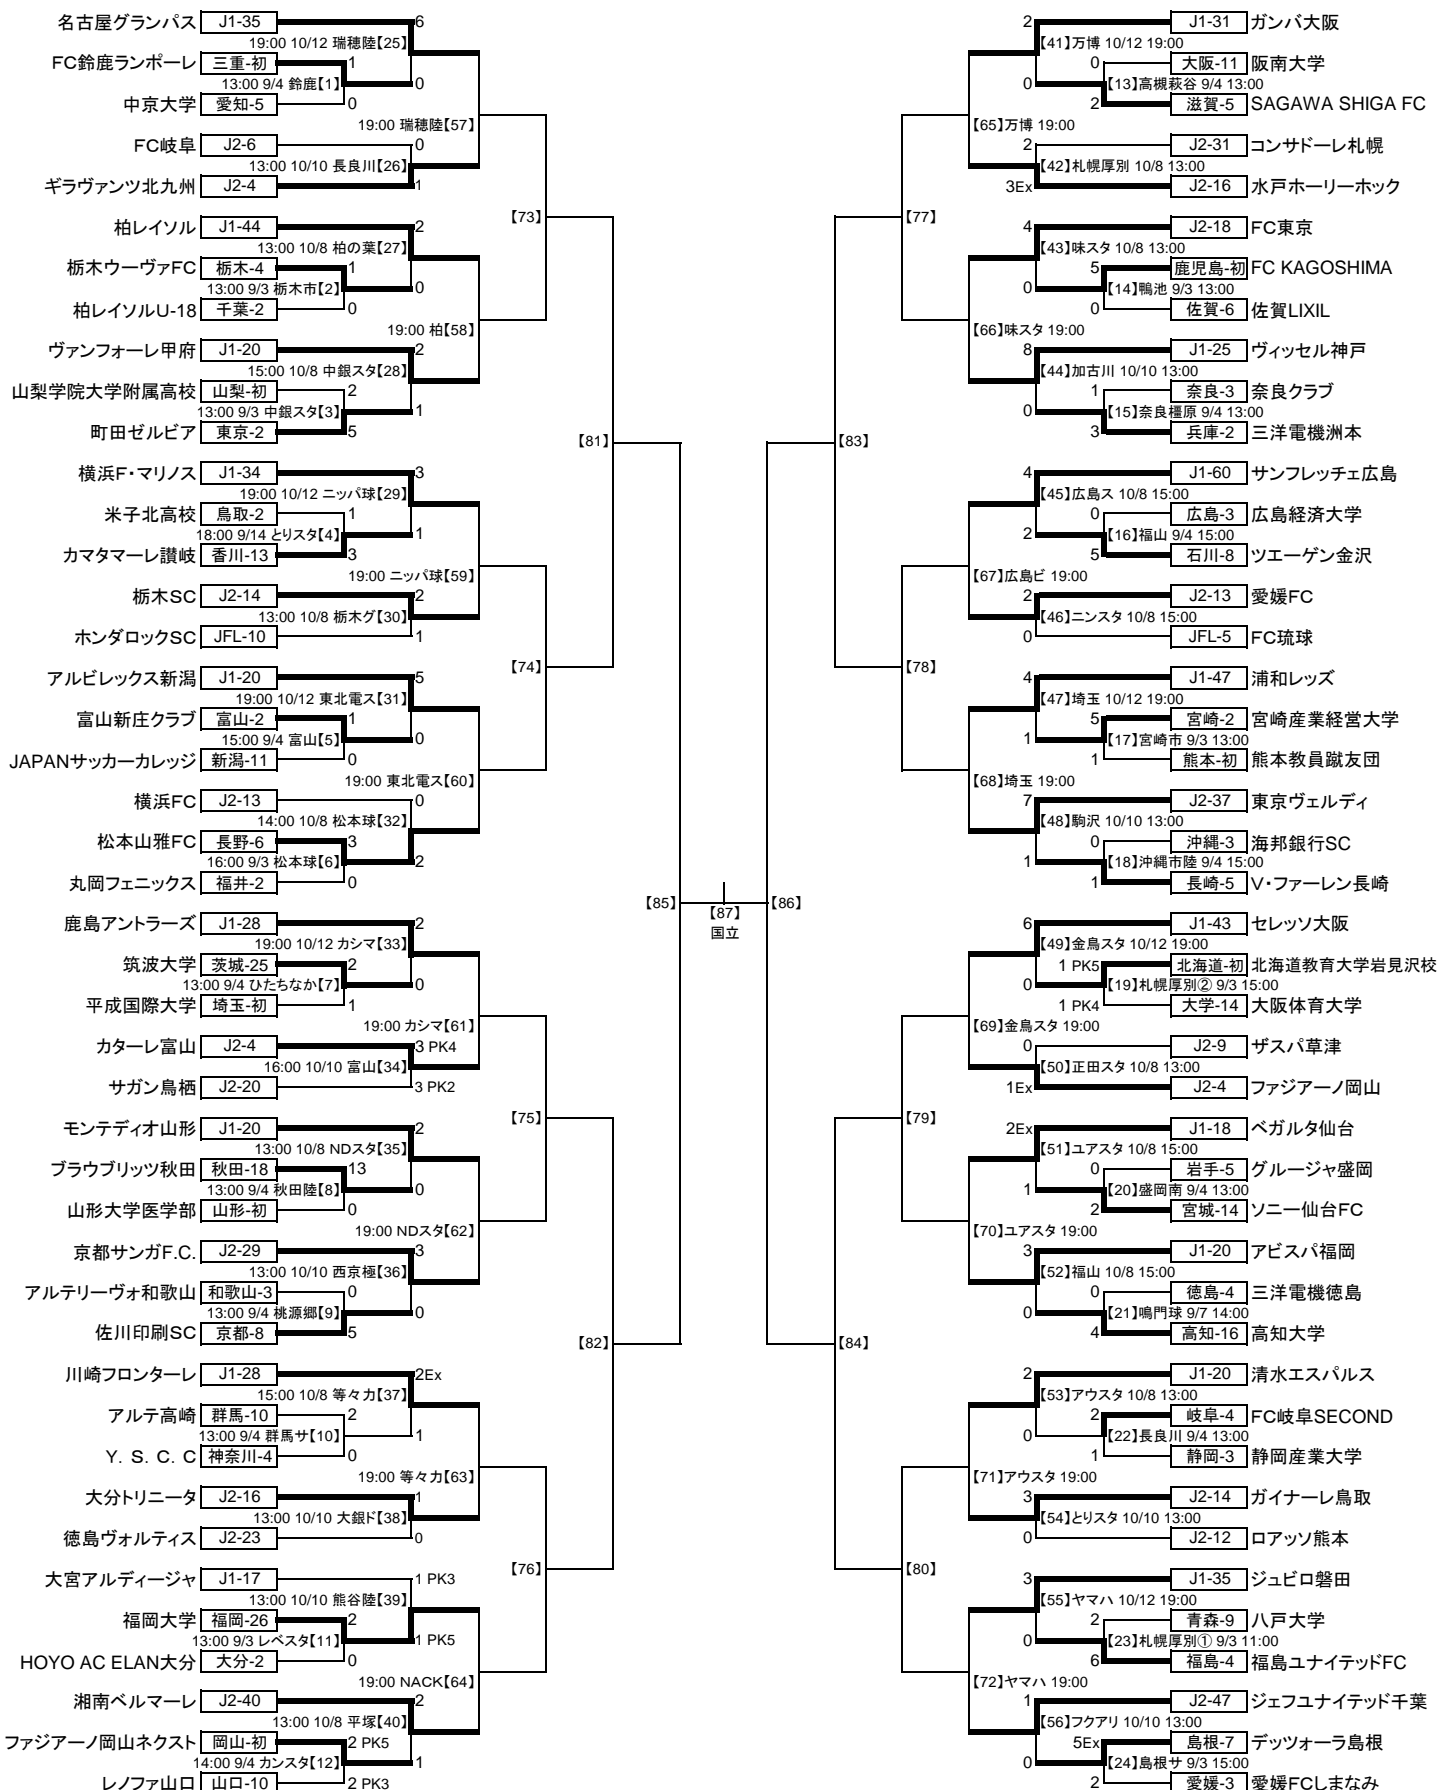 名古屋グランパス J1-35 6
19:00 10/12 瑞穂陸【25】
FC鈴鹿ランポーレ 三重-初 1
13:00 9/4 鈴鹿【1】 0
中京大学 愛知-5 0
19:00 瑞穂陸【57】
FC岐阜 J2-6 0
13:00 10/10 長良川【26】
ギラヴァンツ北九州 J2-4 1
【73】
柏レイソル J1-44 2
13:00 10/8 柏の葉【27】
栃木ウーヴァFC 栃木-4 1
13:00 9/3 栃木市【2】 0
柏レイソルU-18 千葉-2 0
19:00 柏【58】
ヴァンフォーレ甲府 J1-20 2
15:00 10/8 中銀スタ【28】
山梨学院大学附属高校 山梨-初 2
13:00 9/3 中銀スタ【3】 1
町田ゼルビア 東京-2 5
【81】
横浜F・マリノス J1-34 3
19:00 10/12 ニッパ球【29】
米子北高校 鳥取-2 1
18:00 9/14 とりスタ【4】 1
カマタマーレ讃岐 香川-13 3
19:00 ニッパ球【59】
栃木SC J2-14 2
13:00 10/8 栃木グ【30】
ホンダロックSC JFL-10 1
【74】
アルビレックス新潟 J1-20 5
19:00 10/12 東北電ス【31】
富山新庄クラブ 富山-2 1
15:00 9/4 富山【5】 0
JAPANサッカーカレッジ 新潟-11 0
19:00 東北電ス【60】
横浜FC J2-13 0
14:00 10/8 松本球【32】
松本山雅FC 長野-6 3
16:00 9/3 松本球【6】 2
丸岡フェニックス 福井-2 0
【85】
鹿島アントラーズ J1-28 2
19:00 10/12 カシマ【33】
筑波大学 茨城-25 2
13:00 9/4 ひたちなか【7】 0
平成国際大学 埼玉-初 1
19:00 カシマ【61】
カターレ富山 J2-4 3 PK4
16:00 10/10 富山【34】
サガン鳥栖 J2-20 3 PK2
【75】
モンテディオ山形 J1-20 2
13:00 10/8 NDスタ【35】
ブラウブリッツ秋田 秋田-18 13
13:00 9/4 秋田陸【8】 0
山形大学医学部 山形-初 0
19:00 NDスタ【62】
京都サンガF.C. J2-29 3
13:00 10/10 西京極【36】
アルテリーヴォ和歌山 和歌山-3 0
13:00 9/4 桃源郷【9】 0
佐川印刷SC 京都-8 5
【82】
川崎フロンターレ J1-28 2Ex
15:00 10/8 等々力【37】
アルテ高崎 群馬-10 2
13:00 9/4 群馬サ【10】 1
Y. S. C. C 神奈川-4 0
19:00 等々力【63】
大分トリニータ J2-16 1
13:00 10/10 大銀ド【38】
徳島ヴォルティス J2-23 0
【76】
大宮アルディージャ J1-17 1 PK3
13:00 10/10 熊谷陸【39】
福岡大学 福岡-26 2
13:00 9/3 レベスタ【11】 1 PK5
HOYO AC ELAN大分 大分-2 0
19:00 NACK【64】
湘南ベルマーレ J2-40 2
13:00 10/8 平塚【40】
ファジアーノ岡山ネクスト 岡山-初 2 PK5
14:00 9/4 カンスタ【12】 1
レノファ山口 山口-10 2 PK3
【87】
国立
2 J1-31 ガンバ大阪
【41】万博 10/12 19:00
0 大阪-11 阪南大学
0 【13】高槻萩谷 9/4 13:00
2 滋賀-5 SAGAWA SHIGA FC
【65】万博 19:00
2 J2-31 コンサドーレ札幌
【42】札幌厚別 10/8 13:00
3Ex J2-16 水戸ホーリーホック
【77】
4 J2-18 FC東京
【43】味スタ 10/8 13:00
5 鹿児島-初 FC KAGOSHIMA
0 【14】鴨池 9/3 13:00
0 佐賀-6 佐賀LIXIL
【66】味スタ 19:00
8 J1-25 ヴィッセル神戸
【44】加古川 10/10 13:00
1 奈良-3 奈良クラブ
0 【15】奈良橿原 9/4 13:00
3 兵庫-2 三洋電機洲本
【83】
4 J1-60 サンフレッチェ広島
【45】広島ス 10/8 15:00
0 広島-3 広島経済大学
2 【16】福山 9/4 15:00
5 石川-8 ツエーゲン金沢
【67】広島ビ 19:00
2 J2-13 愛媛FC
【46】ニンスタ 10/8 15:00
0 JFL-5 FC琉球
【78】
4 J1-47 浦和レッズ
【47】埼玉 10/12 19:00
5 宮崎-2 宮崎産業経営大学
1 【17】宮崎市 9/3 13:00
1 熊本-初 熊本教員蹴友団
【68】埼玉 19:00
7 J2-37 東京ヴェルディ
【48】駒沢 10/10 13:00
0 沖縄-3 海邦銀行SC
1 【18】沖縄市陸 9/4 15:00
1 長崎-5 V・ファーレン長崎
【86】
6 J1-43 セレッソ大阪
【49】金鳥スタ 10/12 19:00
1 PK5 北海道-初 北海道教育大学岩見沢校
0 【19】札幌厚別② 9/3 15:00
1 PK4 大学-14 大阪体育大学
【69】金鳥スタ 19:00
0 J2-9 ザスパ草津
【50】正田スタ 10/8 13:00
1Ex J2-4 ファジアーノ岡山
【79】
2Ex J1-18 ベガルタ仙台
【51】ユアスタ 10/8 15:00
0 岩手-5 グルージャ盛岡
1 【20】盛岡南 9/4 13:00
2 宮城-14 ソニー仙台FC
【70】ユアスタ 19:00
3 J1-20 アビスパ福岡
【52】福山 10/8 15:00
0 徳島-4 三洋電機徳島
0 【21】鳴門球 9/7 14:00
4 高知-16 高知大学
【84】
2 J1-20 清水エスパルス
【53】アウスタ 10/8 13:00
2 岐阜-4 FC岐阜SECOND
0 【22】長良川 9/4 13:00
1 静岡-3 静岡産業大学
【71】アウスタ 19:00
3 J2-14 ガイナーレ鳥取
【54】とりスタ 10/10 13:00
0 J2-12 ロアッソ熊本
【80】
3 J1-35 ジュビロ磐田
【55】ヤマハ 10/12 19:00
2 青森-9 八戸大学
0 【23】札幌厚別① 9/3 11:00
6 福島-4 福島ユナイテッドFC
【72】ヤマハ 19:00
1 J2-47 ジェフユナイテッド千葉
【56】フクアリ 10/10 13:00
5Ex 島根-7 デッツォーラ島根
0 【24】島根サ 9/3 15:00
2 愛媛-3 愛媛FCしまなみ